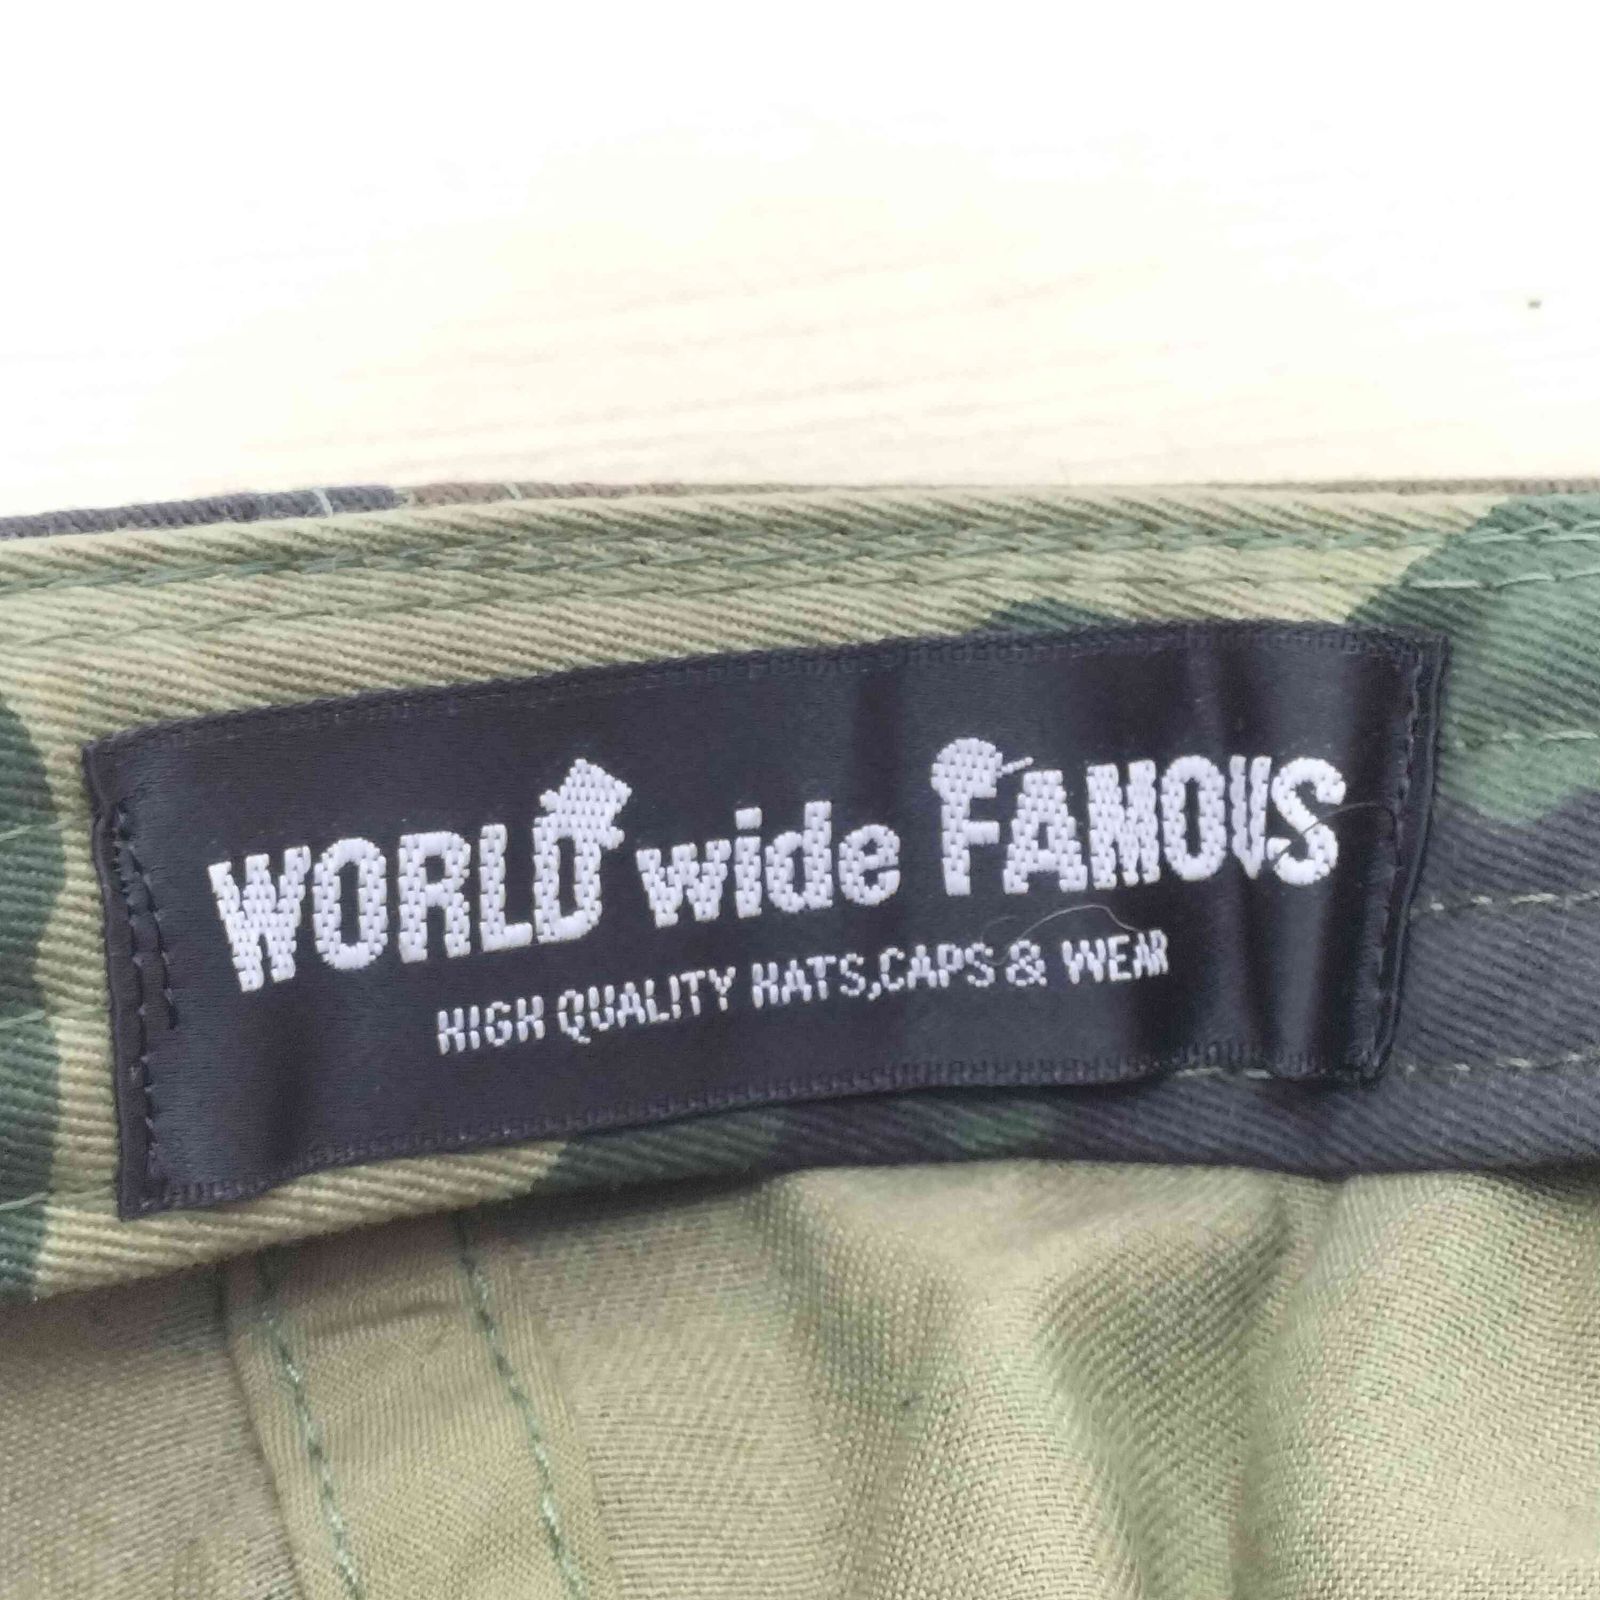 WORLD wide FAMOUS
HIGH QUALITY HATS,CAPS & WEAR